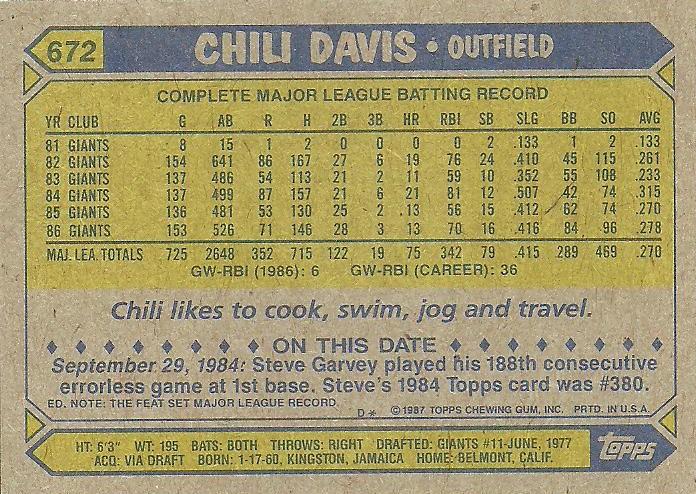 672 CHILI DAVIS • OUTFIELD
COMPLETE MAJOR LEAGUE BATTING RECORD
YR CLUB G AB R H 2B 3B HR RBI SB SLG BB SO AVG
81 GIANTS 8 15 1 2 0 0 0 0 2 .133 1 2 .133
82 GIANTS 154 641 86 167 27 6 19 76 24 .410 45 115 .261
83 GIANTS 137 486 54 113 21 2 11 59 10 .352 55 108 .233
84 GIANTS 137 499 87 157 21 6 21 81 12 .507 42 74 .315
85 GIANTS 136 481 53 130 25 2 .13 56 15 .412 62 74 .270
86 GIANTS 153 526 71 146 28 3 13 70 16 .416 84 96 .278
MAJ. LEA. TOTALS 725 2648 352 715 122 19 75 342 79 .415 289 469 .270
GW-RBI (1986): 6 GW-RBI (CAREER): 36
Chili likes to cook, swim, jog and travel.
ON THIS DATE
September 29, 1984: Steve Garvey played his 188th consecutive
errorless game at 1st base. Steve's 1984 Topps card was #380.
ED. NOTE: THE FEAT SET MAJOR LEAGUE RECORD.
D* © 1987 TOPPS CHEWING GUM, INC. PRTD. IN U.S.A.
HT: 6'3" WT: 195 BATS: BOTH THROWS: RIGHT DRAFTED: GIANTS #11-JUNE, 1977
ACQ: VIA DRAFT BORN: 1-17-60, KINGSTON, JAMAICA HOME: BELMONT, CALIF.
topps